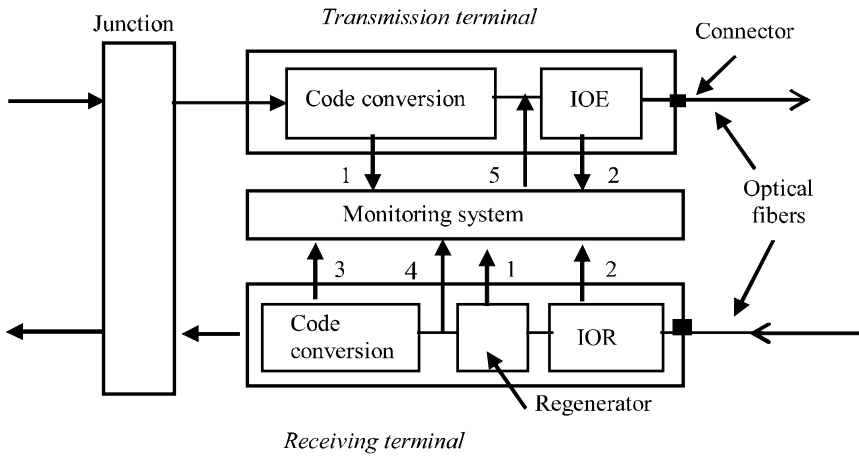 Junction
Transmission terminal
Connector
Code conversion
IOE
1
5
2
Optical
fibers
Monitoring system
3
4
1
2
Code
conversion
IOR
Regenerator
Receiving terminal